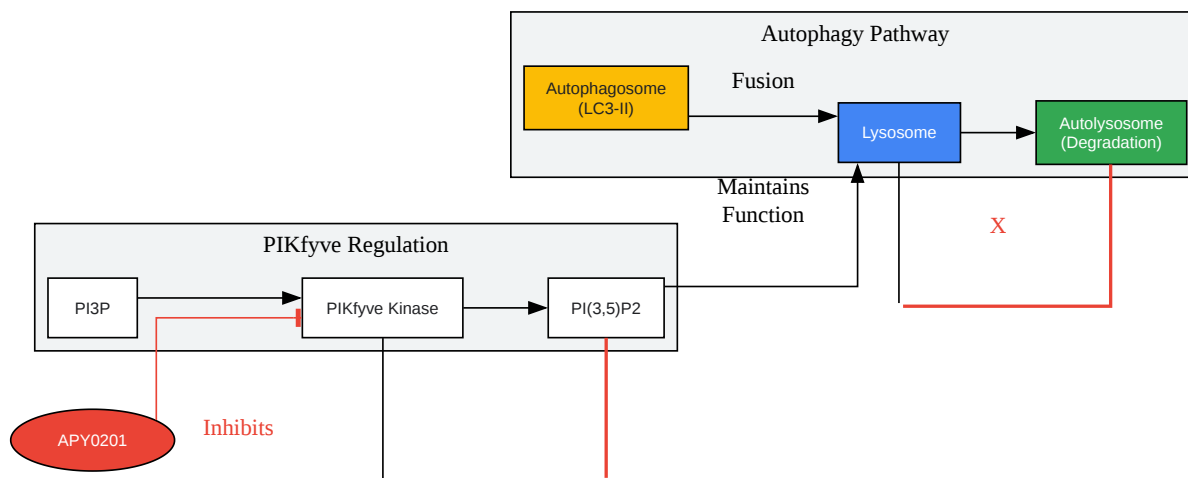 Autophagy Pathway
Autophagosome
(LC3-II)
Fusion
Lysosome
Autolysosome
(Degradation)
Maintains
Function
X
PIKfyve Regulation
PI3P
PIKfyve Kinase
PI(3,5)P2
APY0201
Inhibits